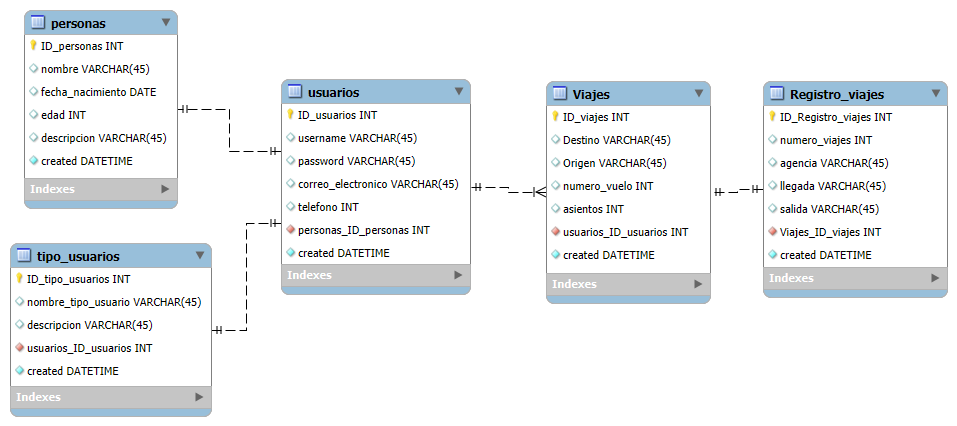 personas
ID_personas INT
nombre VARCHAR(45)
fecha_nacimiento DATE
edad INT
descripcion VARCHAR(45)
created DATETIME
Indexes
tipo_usuarios
ID_tipo_usuarios INT
nombre_tipo_usuario VARCHAR(45)
descripcion VARCHAR(45)
usuarios_ID_usuarios INT
created DATETIME
Indexes
usuarios
ID_usuarios INT
username VARCHAR(45)
password VARCHAR(45)
correo_electronico VARCHAR(45)
telefono INT
personas_ID_personas INT
created DATETIME
Indexes
Viajes
ID_viajes INT
Destino VARCHAR(45)
Origen VARCHAR(45)
numero_vuelo INT
asientos INT
usuarios_ID_usuarios INT
created DATETIME
Indexes
Registro_viajes
ID_Registro_viajes INT
numero_viajes INT
agencia VARCHAR(45)
llegada VARCHAR(45)
salida VARCHAR(45)
Viajes_ID_viajes INT
created DATETIME
Indexes